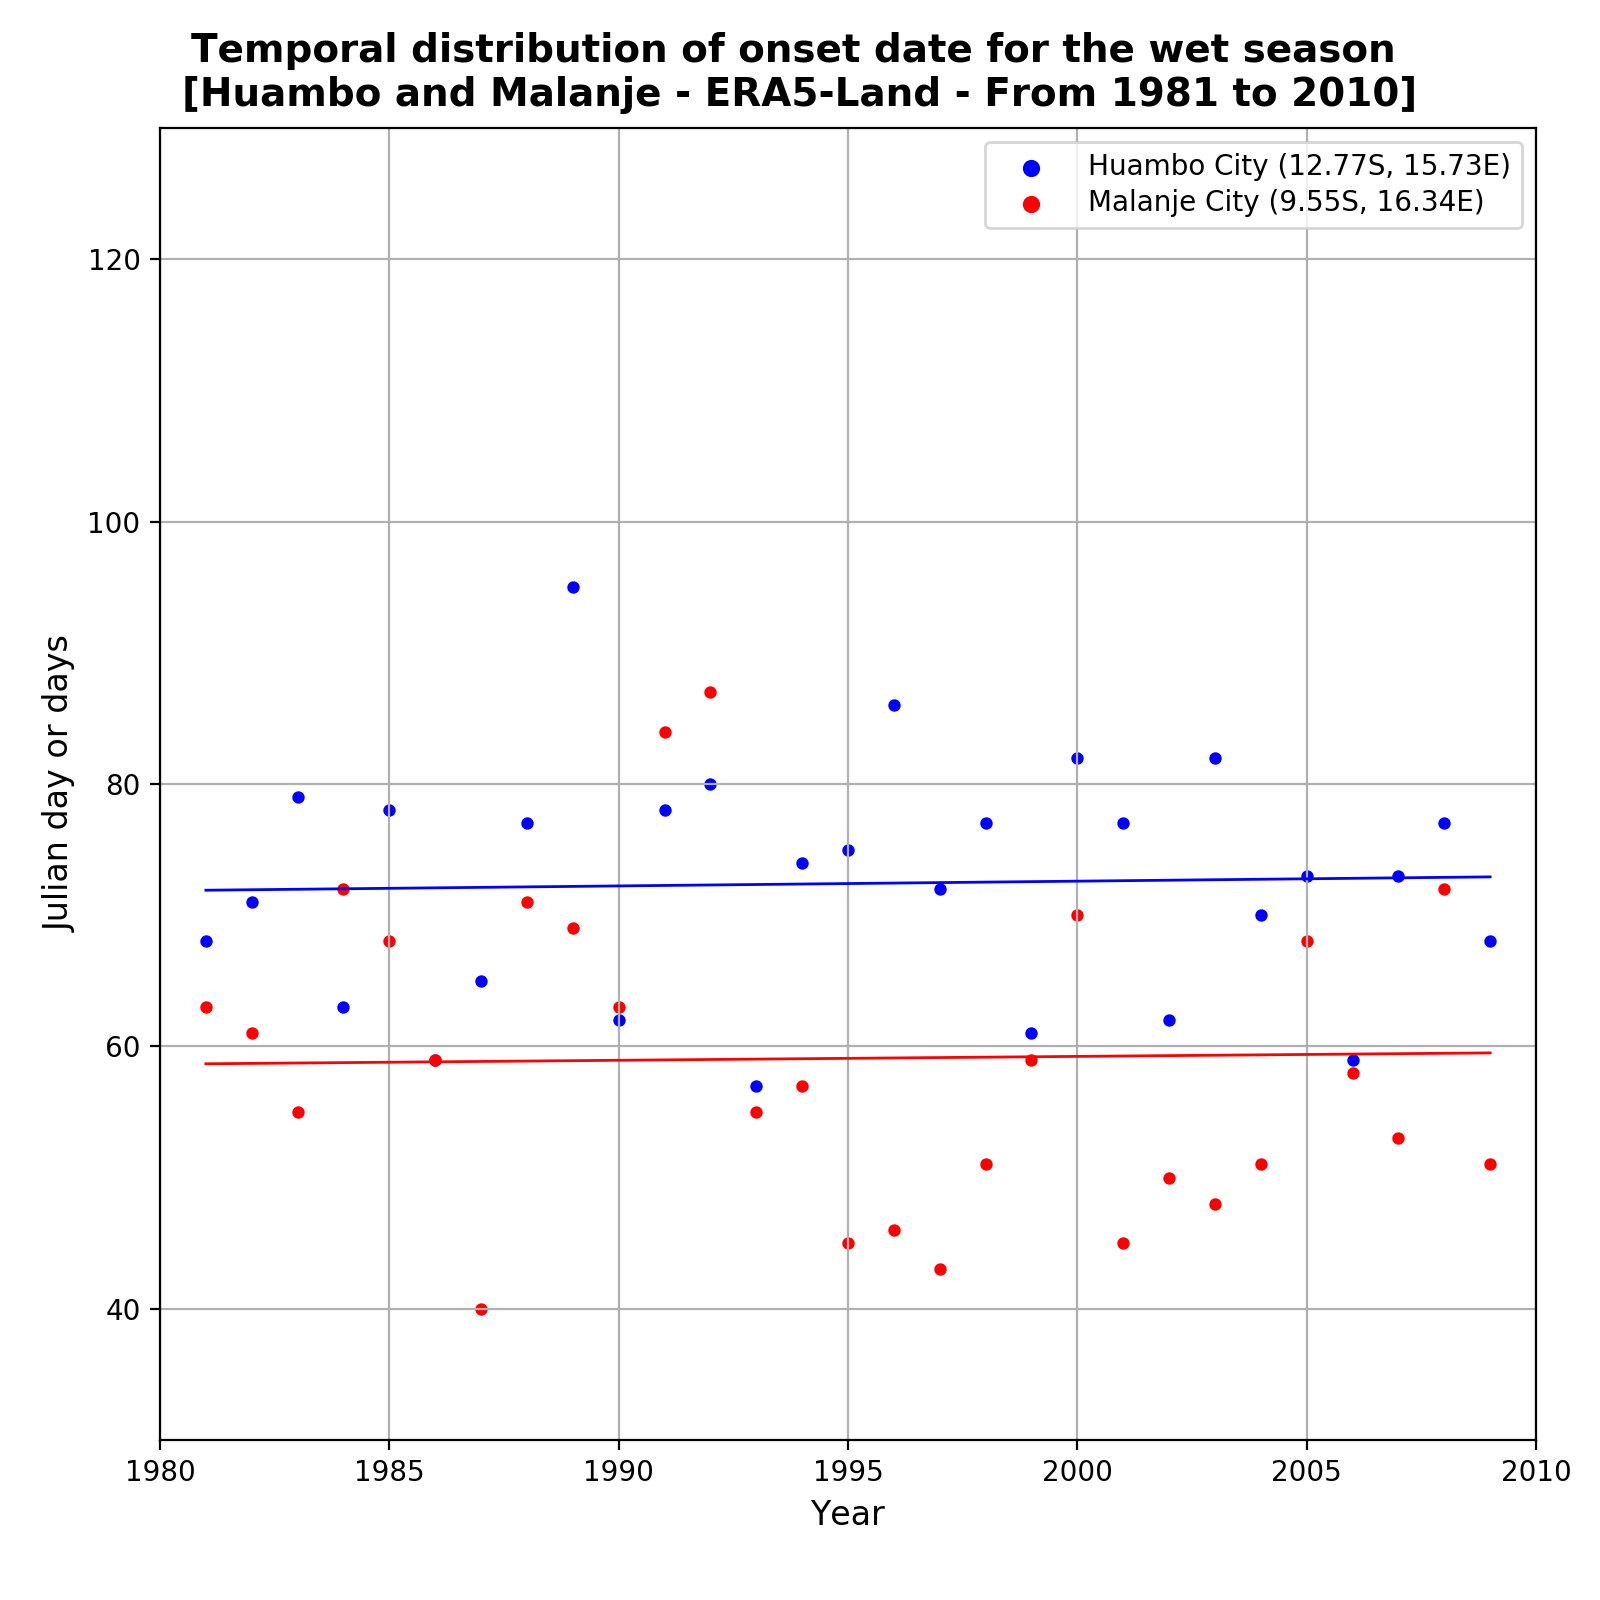 Temporal distribution of onset date for the wet season
[Huambo and Malanje - ERA5-Land - From 1981 to 2010]
Huambo City (12.77S, 15.73E)
Malanje City (9.55S, 16.34E)
120
100
80
60
40
Julian day or days
1980 1985 1990 1995 2000 2005 2010
Year